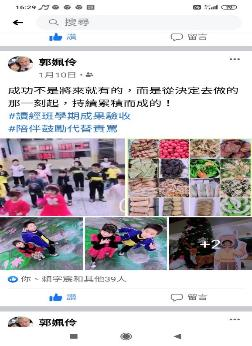 16:29
搜尋
讚 留言
郭姵伶
1月10日
成功不是將來就有的，而是從決定去做的
那一刻起，持續累積而成的！
#讀經班學期成果驗收
#陪伴鼓勵代替責罵
+2
你、賴宇宸和其他39人
讚 留言
郭姵伶